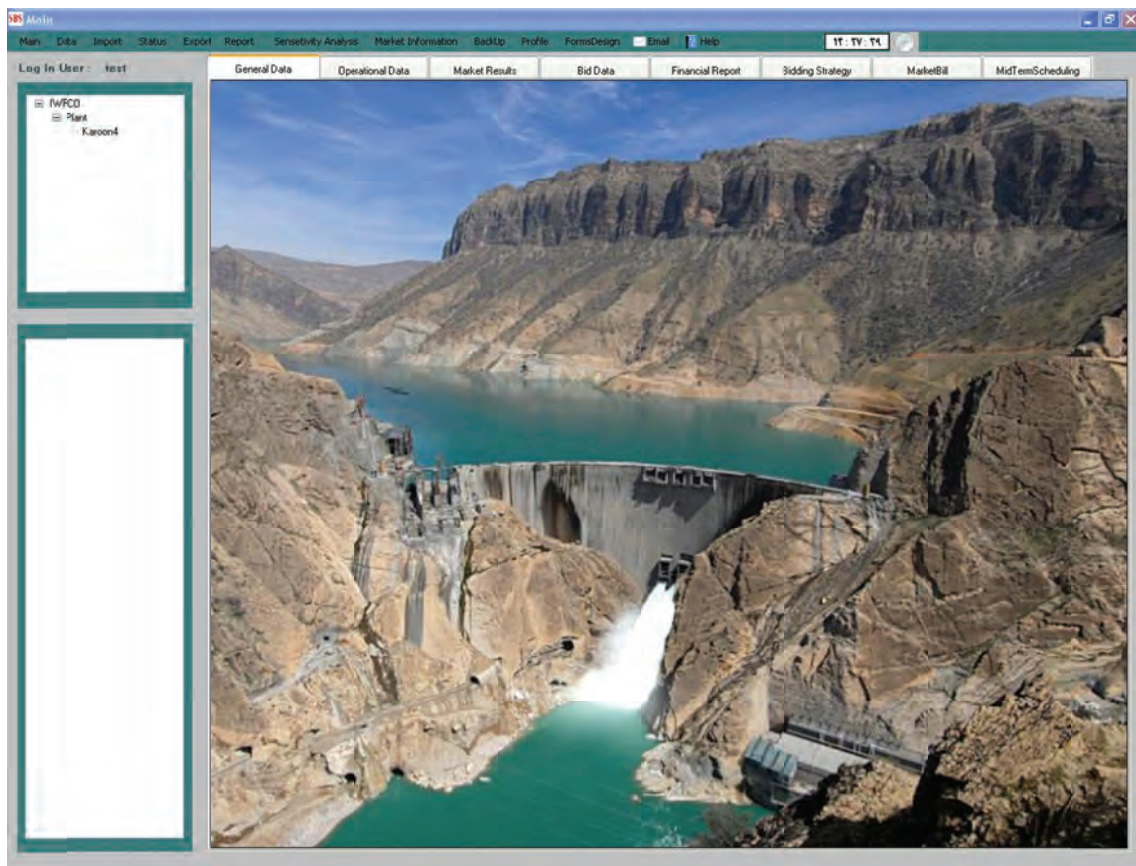 SBS Main
Main Data Import Status Export Report Sensetivity Analysis Market Information BackUp Profile FormsDesign Email Help ۱۲ : ۲۷ : ۲۹
Log In User : test
General Data Operational Data Market Results Bid Data Financial Report Bidding Strategy MarketBill MidTermScheduling
IWPCO
Plant
Karoon4